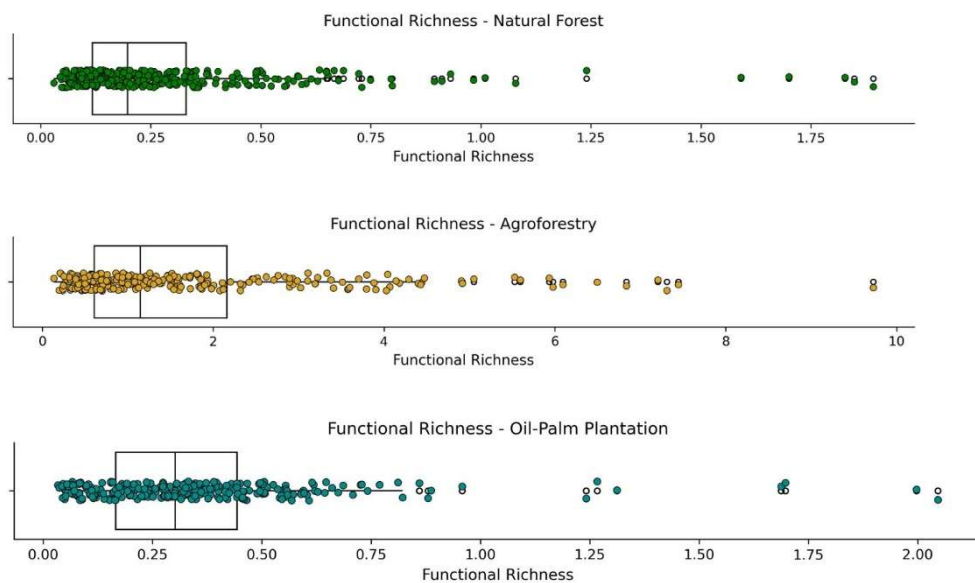 Functional Richness - Natural Forest
0.00 0.25 0.50 0.75 1.00 1.25 1.50 1.75
Functional Richness
Functional Richness - Agroforestry
0 2 4 6 8 10
Functional Richness
Functional Richness - Oil-Palm Plantation
0.00 0.25 0.50 0.75 1.00 1.25 1.50 1.75 2.00
Functional Richness